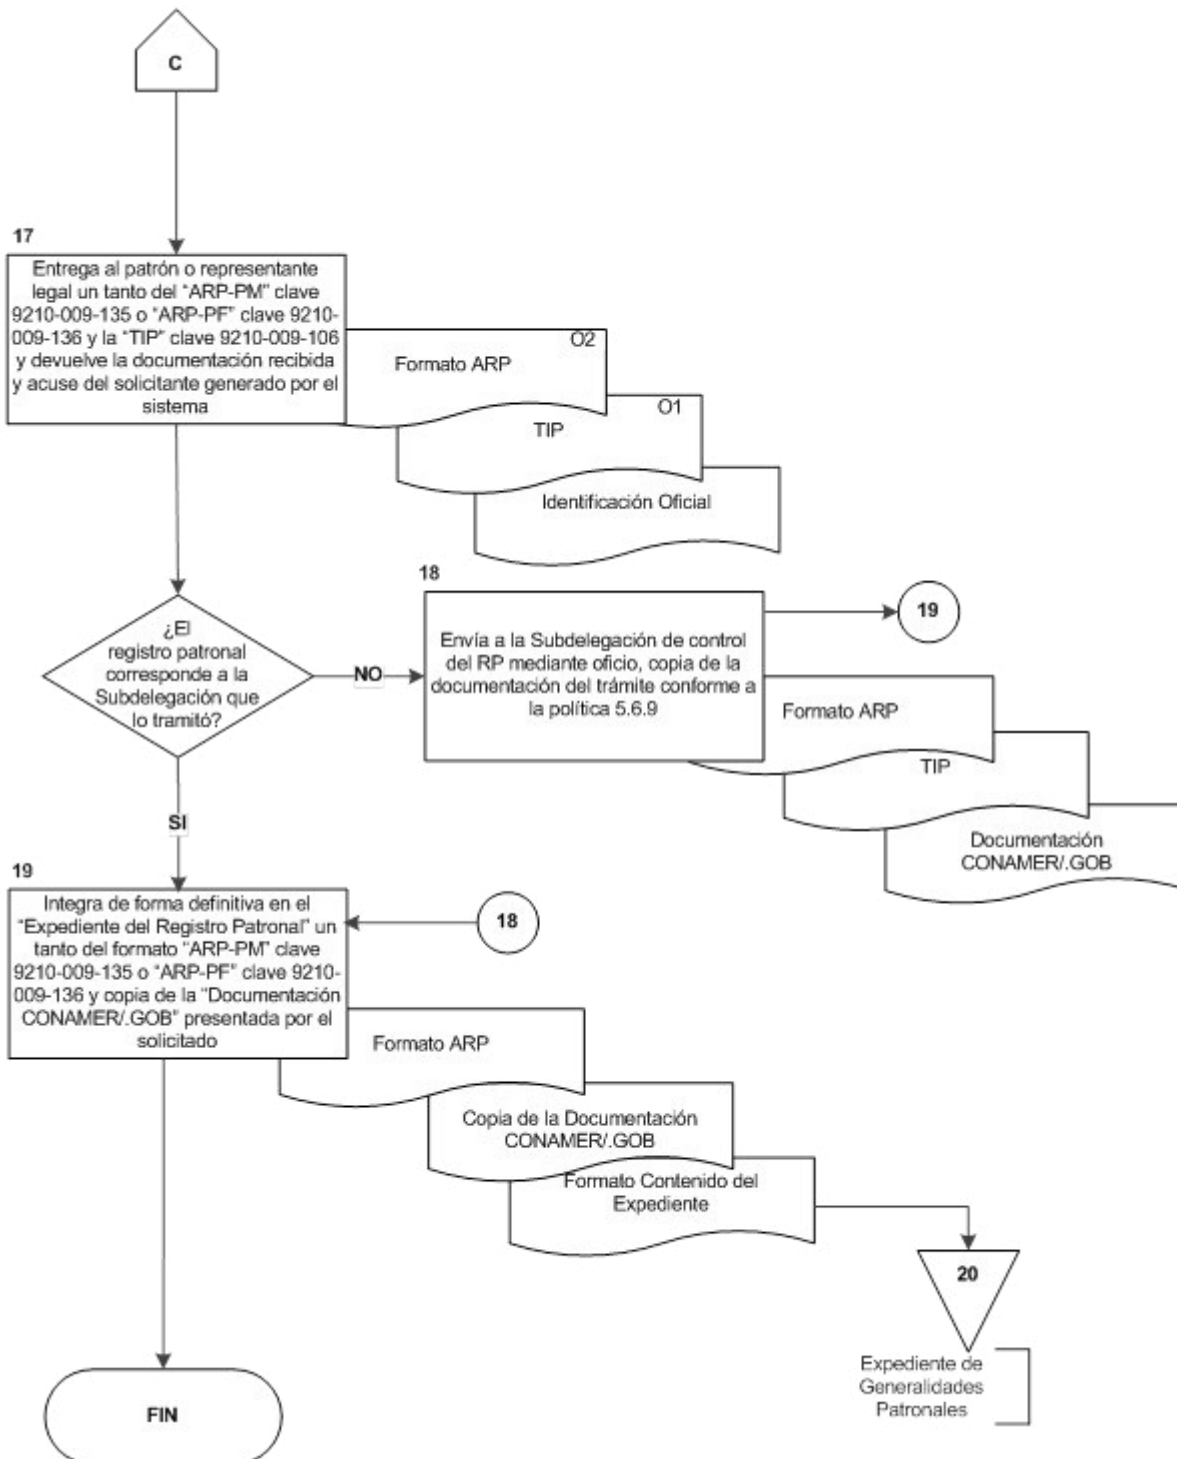 C
17
Entrega al patrón o representante
legal un tanto del “ARP-PM” clave
9210-009-135 o “ARP-PF” clave 9210-
009-136 y la “TIP” clave 9210-009-106
y devuelve la documentación recibida
y acuse del solicitante generado por el
sistema
O2
Formato ARP
O1
TIP
Identificación Oficial
¿El
registro patronal
corresponde a la
Subdelegación que
lo tramitó?
NO
18
Envía a la Subdelegación de control
del RP mediante oficio, copia de la
documentación del trámite conforme a
la política 5.6.9
19
Formato ARP
TIP
Documentación
CONAMER/.GOB
SI
19
Integra de forma definitiva en el
“Expediente del Registro Patronal” un
tanto del formato “ARP-PM” clave
9210-009-135 o “ARP-PF” clave 9210-
009-136 y copia de la “Documentación
CONAMER/.GOB” presentada por el
solicitado
18
Formato ARP
Copia de la Documentación
CONAMER/.GOB
Formato Contenido del
Expediente
20
Expediente de
Generalidades
Patronales
FIN